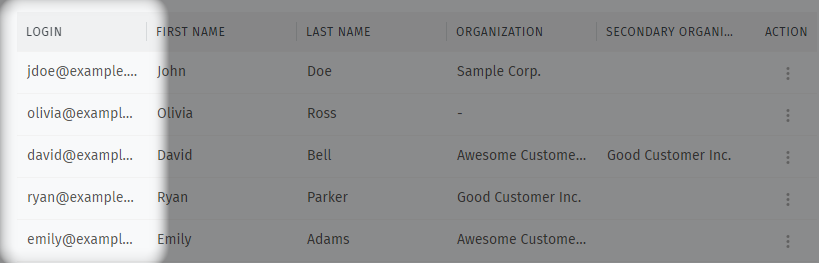 LOGIN FIRST NAME LAST NAME ORGANIZATION SECONDARY ORGANI... ACTION
jdoe@example.... John Doe Sample Corp.
olivia@exampl... Olivia Ross -
david@exampl... David Bell Awesome Custome... Good Customer Inc.
ryan@example... Ryan Parker Good Customer Inc.
emily@exampl... Emily Adams Awesome Custome...